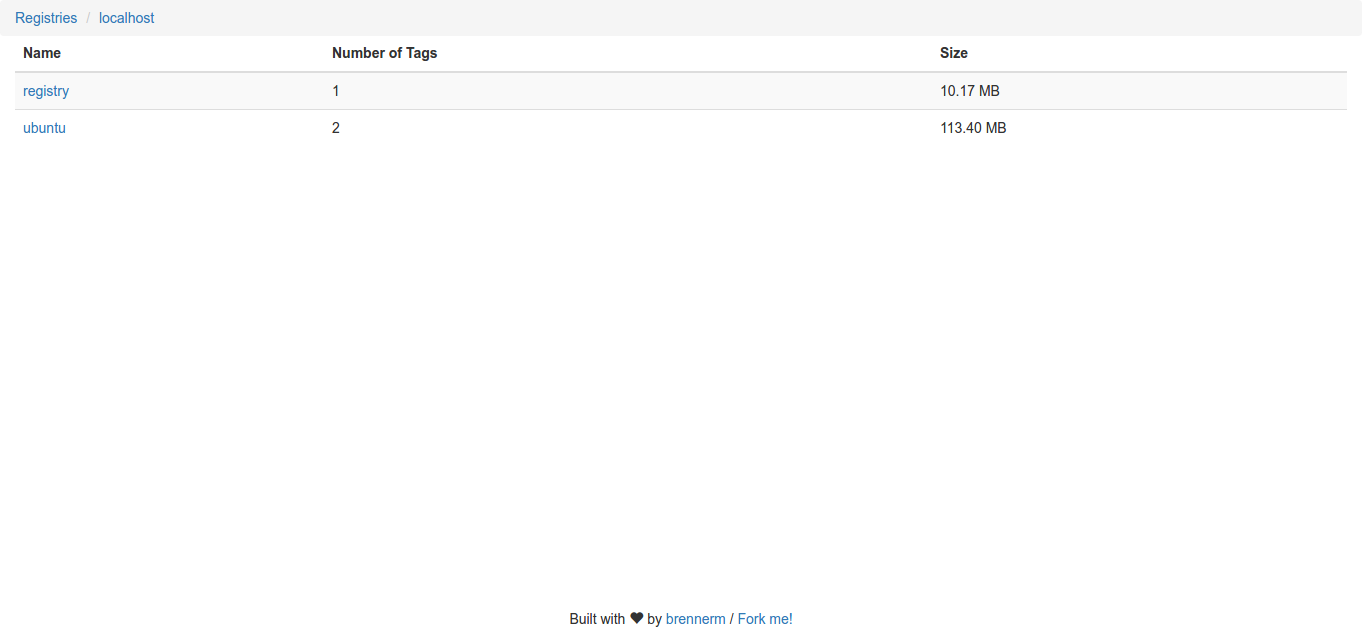 Registries / localhost
Name Number of Tags Size
registry 1 10.17 MB
ubuntu 2 113.40 MB
Built with ♥ by brennerm / Fork me!